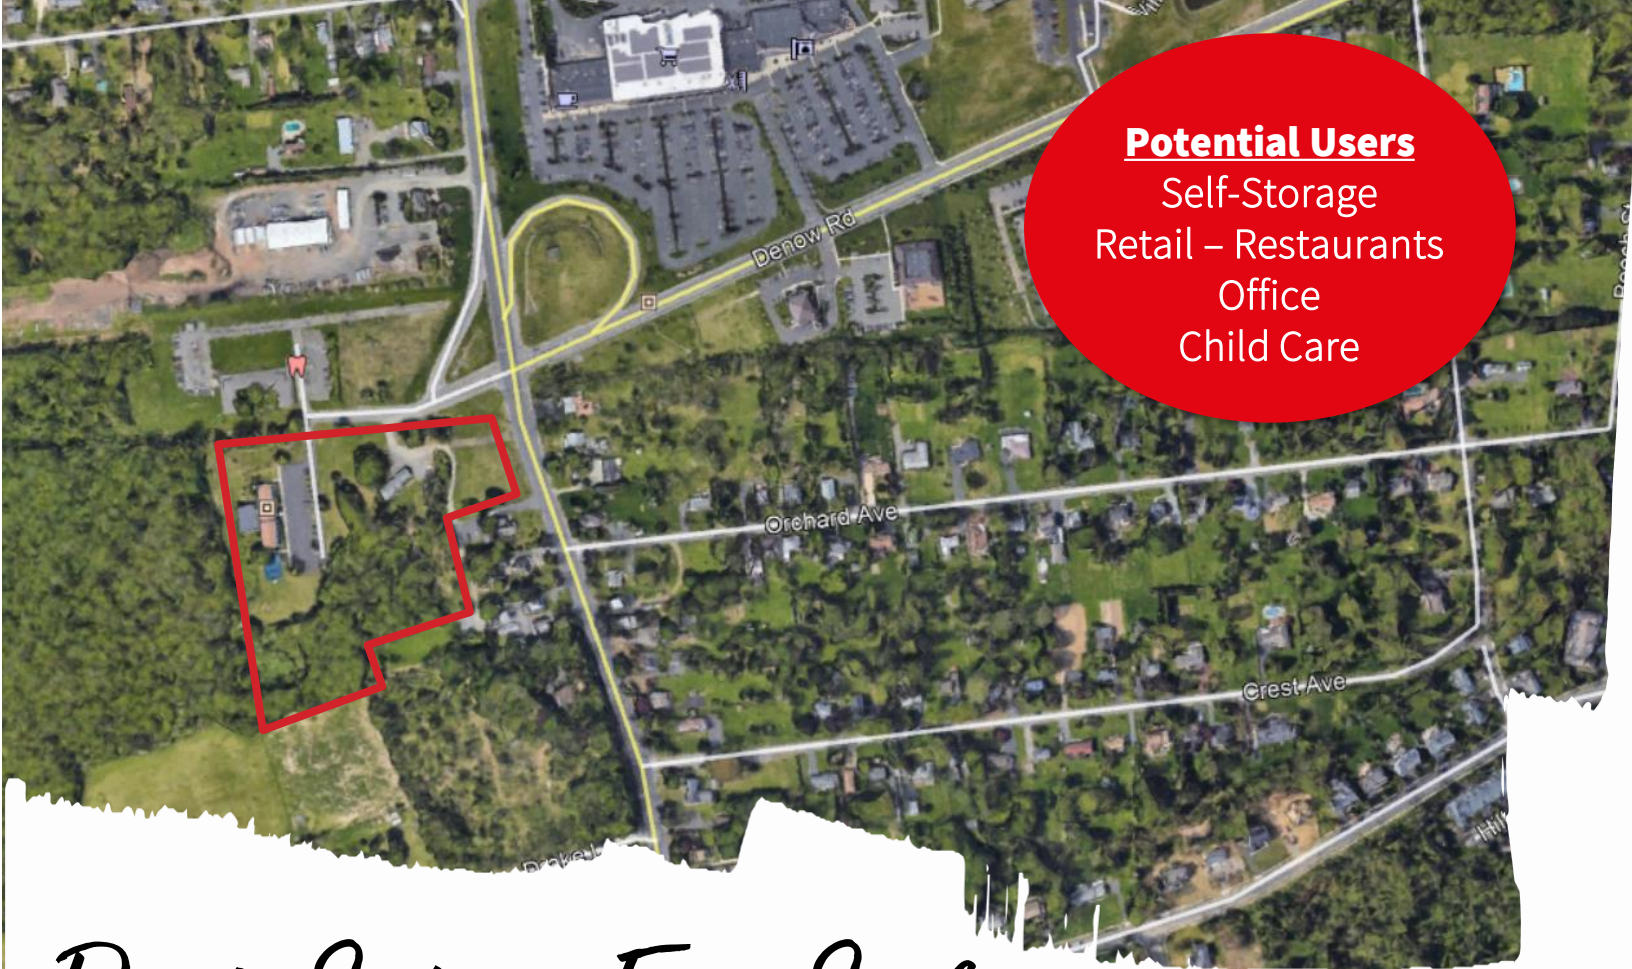 Potential Users
Self-Storage
Retail – Restaurants
Office
Child Care
Denow Rd
Orchard Ave
Crest Ave